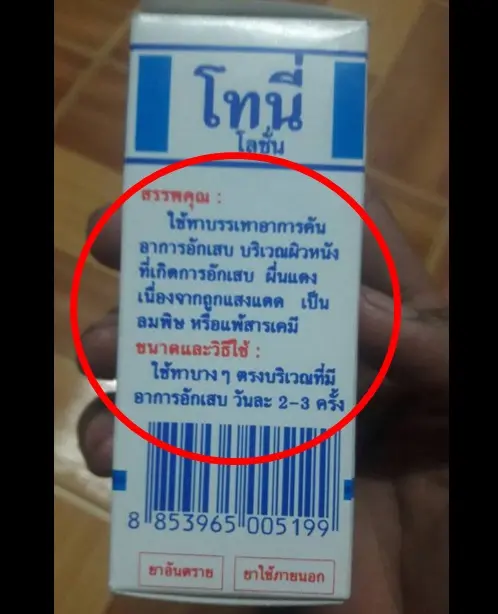 โทนี่
โลชั่น
สรรพคุณ :
ใช้ทาบรรเทาอาการคัน
อาการอักเสบ บริเวณผิวหนัง
ที่เกิดการอักเสบ ผื่นแดง
เนื่องจากถูกแสงแดด เป็น
ลมพิษ หรือแพ้สารเคมี
ขนาดและวิธีใช้ :
ใช้ทาบาง ๆ ตรงบริเวณที่มี
อาการอักเสบ วันละ 2-3 ครั้ง
8 853965 005199
ยาอันตราย ยาใช้ภายนอก